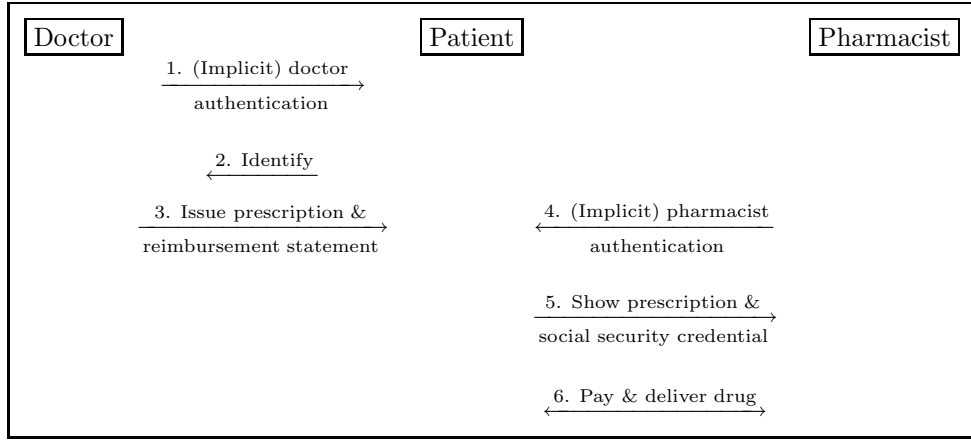 Doctor
Patient
Pharmacist
1. (Implicit) doctor
authentication
2. Identify
3. Issue prescription &
reimbursement statement
4. (Implicit) pharmacist
authentication
5. Show prescription &
social security credential
6. Pay & deliver drug